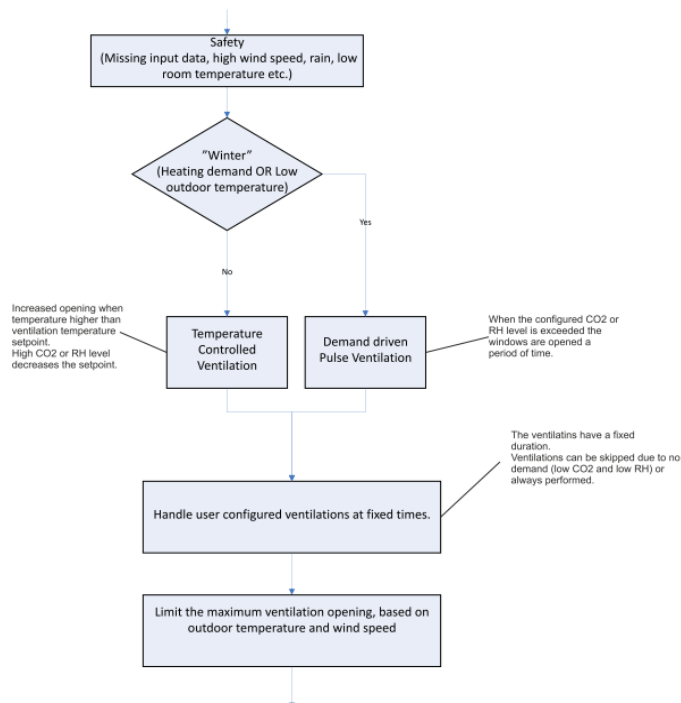 Safety
(Missing input data, high wind speed, rain, low
room temperature etc.)
”Winter”
(Heating demand OR Low
outdoor temperature)
Yes
No
Increased opening when
temperature higher than
ventilation temperature
setpoint.
High CO2 or RH level
decreases the setpoint.
Temperature
Controlled
Ventilation
Demand driven
Pulse Ventilation
When the configured CO2 or
RH level is exceeded the
windows are opened a
period of time.
The ventilatins have a fixed
duration.
Ventilations can be skipped due to no
demand (low CO2 and low RH) or
always performed.
Handle user configured ventilations at fixed times.
Limit the maximum ventilation opening, based on
outdoor temperature and wind speed